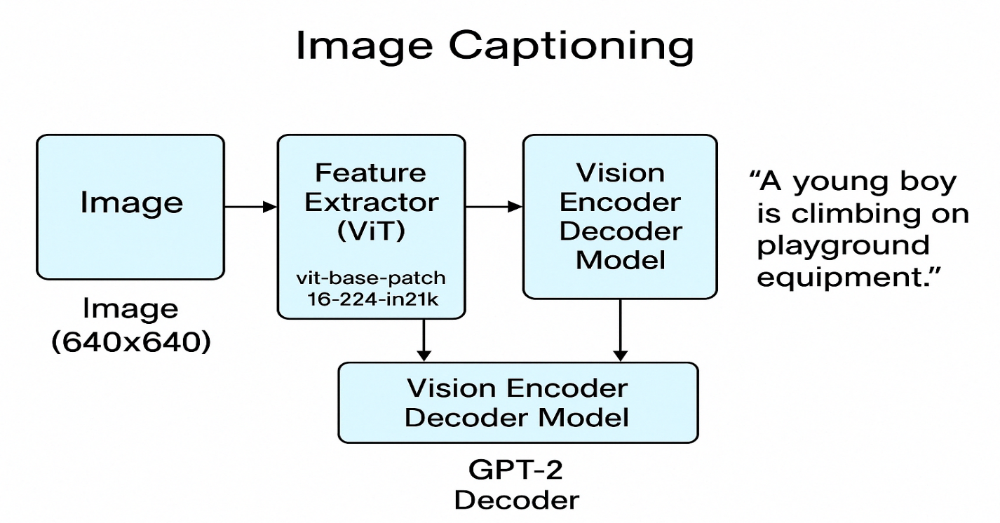 Image Captioning
Image
Image
(640x640)
Feature
Extractor
(ViT)
vit-base-patch
16-224-in21k
Vision
Encoder
Decoder
Model
“A young boy
is climbing on
playground
equipment.”
Vision Encoder
Decoder Model
GPT-2
Decoder